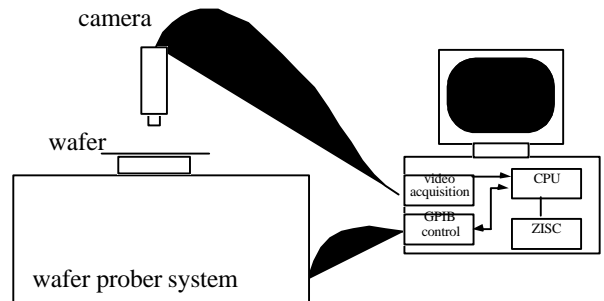 camera
wafer
wafer prober system
video
acquisition
GPIB
control
CPU
ZISC